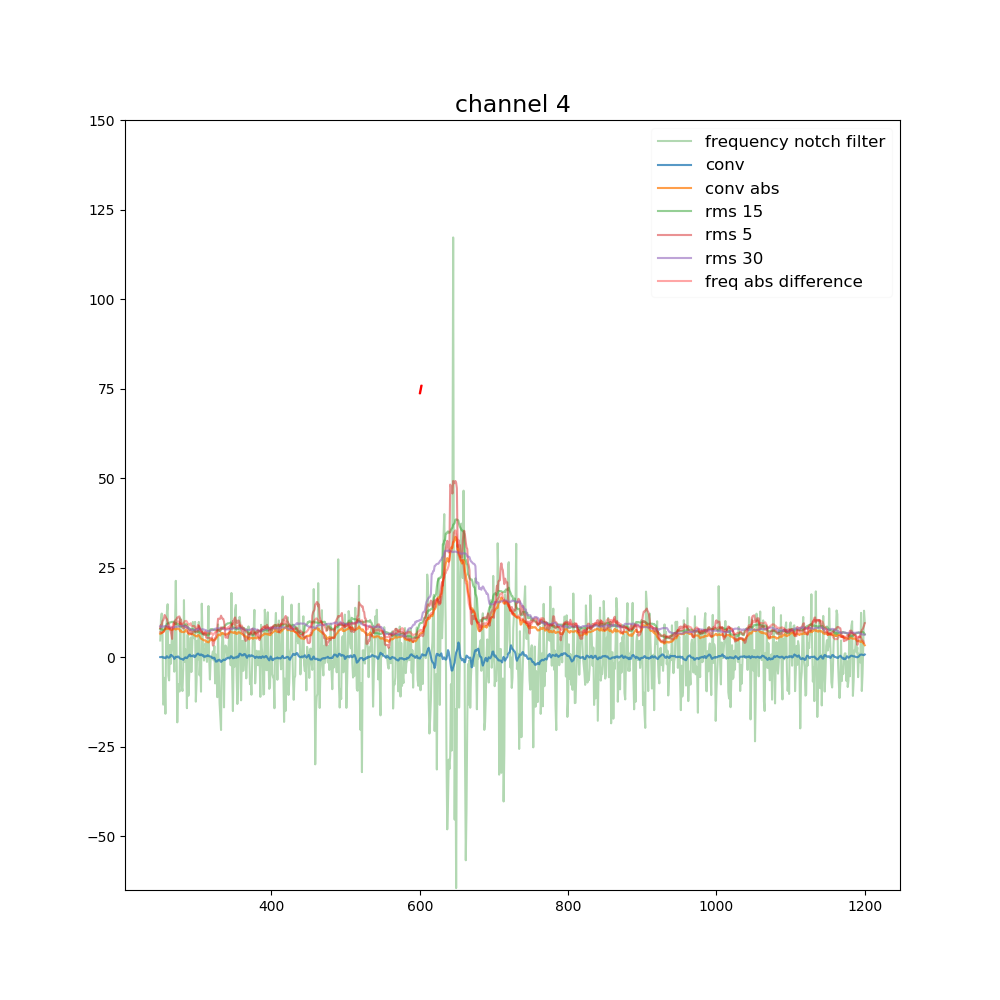 channel 4
150
125
100
75
50
25
0
−25
−50
400
600
800
1000
1200
frequency notch filter
conv
conv abs
rms 15
rms 5
rms 30
freq abs difference